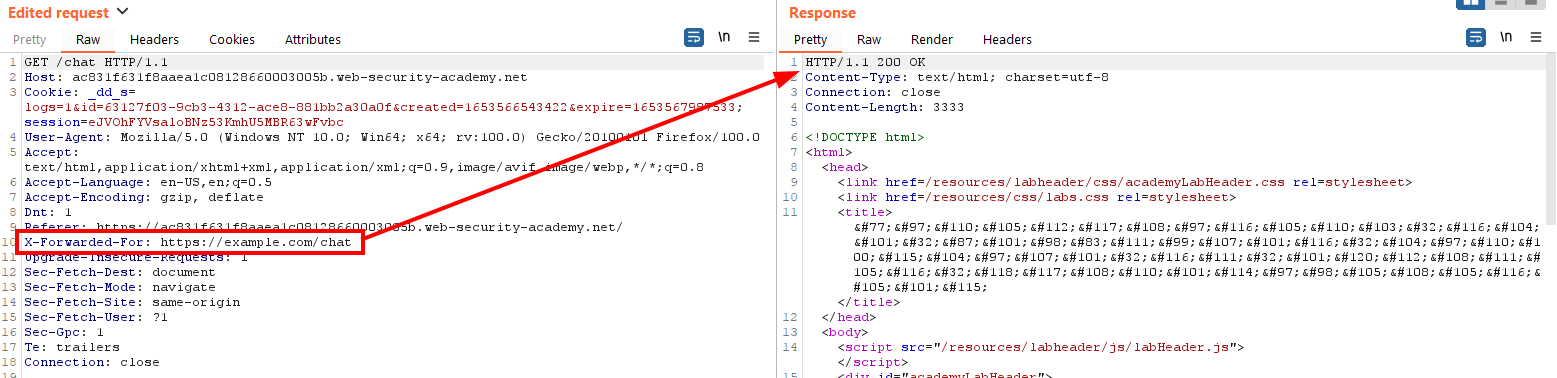 Edited request
Pretty Raw Headers Cookies Attributes \n
1 GET /chat HTTP/1.1
2 Host: ac831f631f8aaea1c08128660003005b.web-security-academy.net
3 Cookie: _dd_s=
logs=1&id=63127f03-9cb3-4312-ace8-881bb2a30a0f&created=1653566543422&expire=1653567987533;
session=eJVOhFYVsaloBNz53KmhU5MBR63wFvbc
4 User-Agent: Mozilla/5.0 (Windows NT 10.0; Win64; x64; rv:100.0) Gecko/20100101 Firefox/100.0
5 Accept:
text/html,application/xhtml+xml,application/xml;q=0.9,image/avif,image/webp,*/*;q=0.8
6 Accept-Language: en-US,en;q=0.5
7 Accept-Encoding: gzip, deflate
8 Dnt: 1
9 Referer: https://ac831f631f8aaea1c08128660003005b.web-security-academy.net/
10 X-Forwarded-For: https://example.com/chat
11 Upgrade-Insecure-Requests: 1
12 Sec-Fetch-Dest: document
13 Sec-Fetch-Mode: navigate
14 Sec-Fetch-Site: same-origin
15 Sec-Fetch-User: ?1
16 Sec-Gpc: 1
17 Te: trailers
18 Connection: close
19
Response
Pretty Raw Render Headers \n
1 HTTP/1.1 200 OK
2 Content-Type: text/html; charset=utf-8
3 Connection: close
4 Content-Length: 3333
5
6 <!DOCTYPE html>
7 <html>
8 <head>
9 <link href=/resources/labheader/css/academyLabHeader.css rel=stylesheet>
10 <link href=/resources/css/labs.css rel=stylesheet>
11 <title>
&#77;&#97;&#110;&#105;&#112;&#117;&#108;&#97;&#116;&#105;&#110;&#103;&#32;&#116;&#104;
&#101;&#32;&#87;&#101;&#98;&#83;&#111;&#99;&#107;&#101;&#116;&#32;&#104;&#97;&#110;&#1
00;&#115;&#104;&#97;&#107;&#101;&#32;&#116;&#111;&#32;&#101;&#120;&#112;&#108;&#111;&#
105;&#116;&#32;&#118;&#117;&#108;&#110;&#101;&#114;&#97;&#98;&#105;&#108;&#105;&#116;&
#105;&#101;&#115;
</title>
12 </head>
13 <body>
14 <script src="/resources/labheader/js/labHeader.js">
</script>
15 <div id="academyLabHeader">